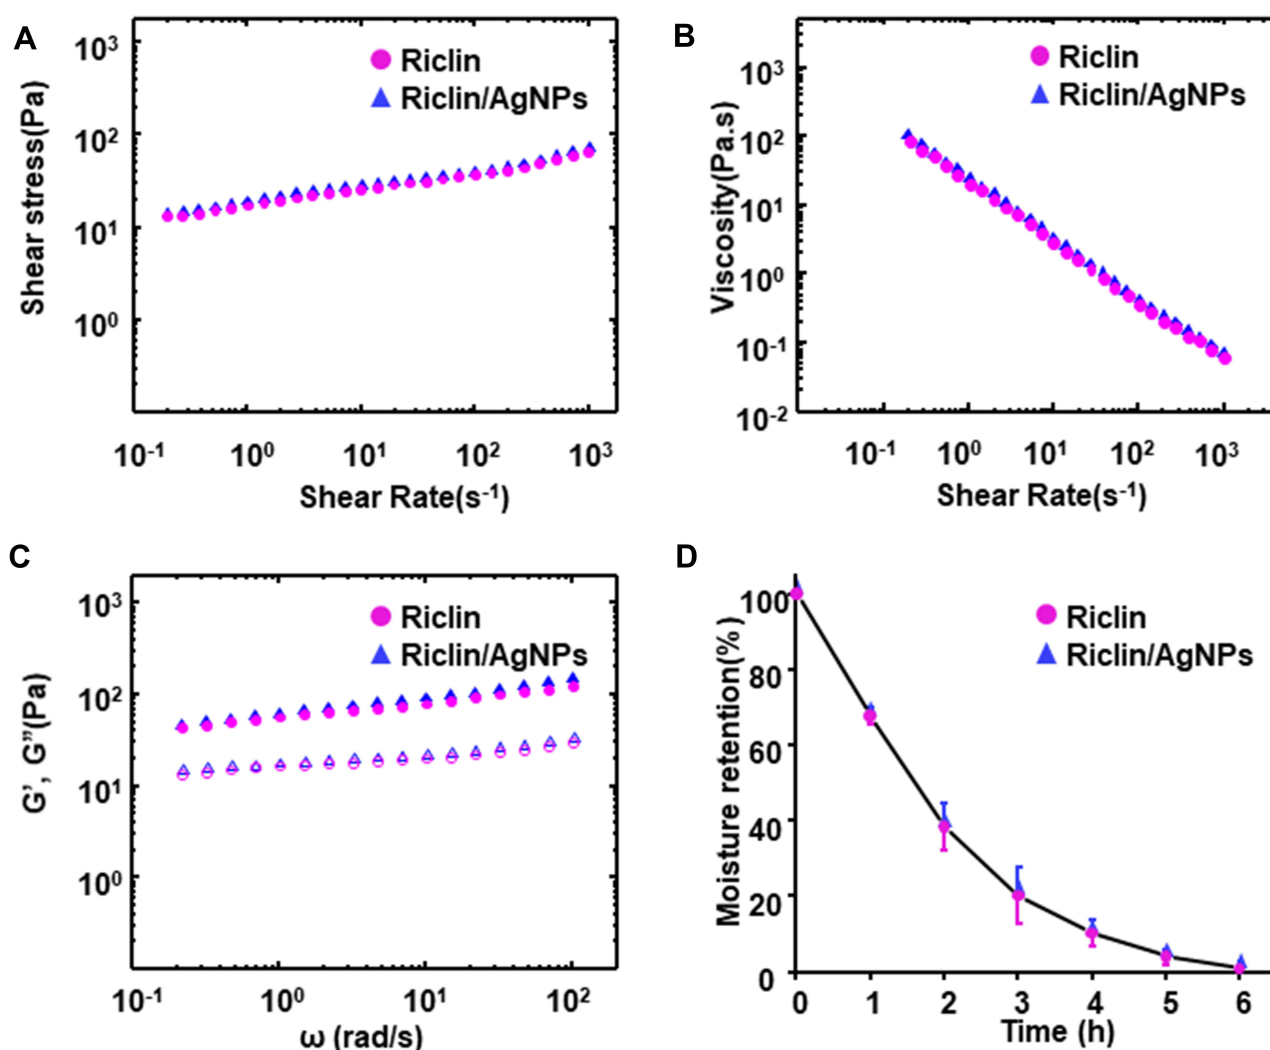 A
Shear stress(Pa)
10³
10²
10¹
10⁰
Riclin
Riclin/AgNPs
10⁻¹ 10⁰ 10¹ 10² 10³
Shear Rate(s⁻¹)
B
Viscosity(Pa.s)
10³
10²
10¹
10⁰
10⁻¹
10⁻²
Riclin
Riclin/AgNPs
10⁻¹ 10⁰ 10¹ 10² 10³
Shear Rate(s⁻¹)
C
G’, G”(Pa)
10³
10²
10¹
10⁰
Riclin
Riclin/AgNPs
10⁻¹ 10⁰ 10¹ 10²
ω (rad/s)
D
Moisture retention(%)
100
80
60
40
20
0
Riclin
Riclin/AgNPs
0 1 2 3 4 5 6
Time (h)